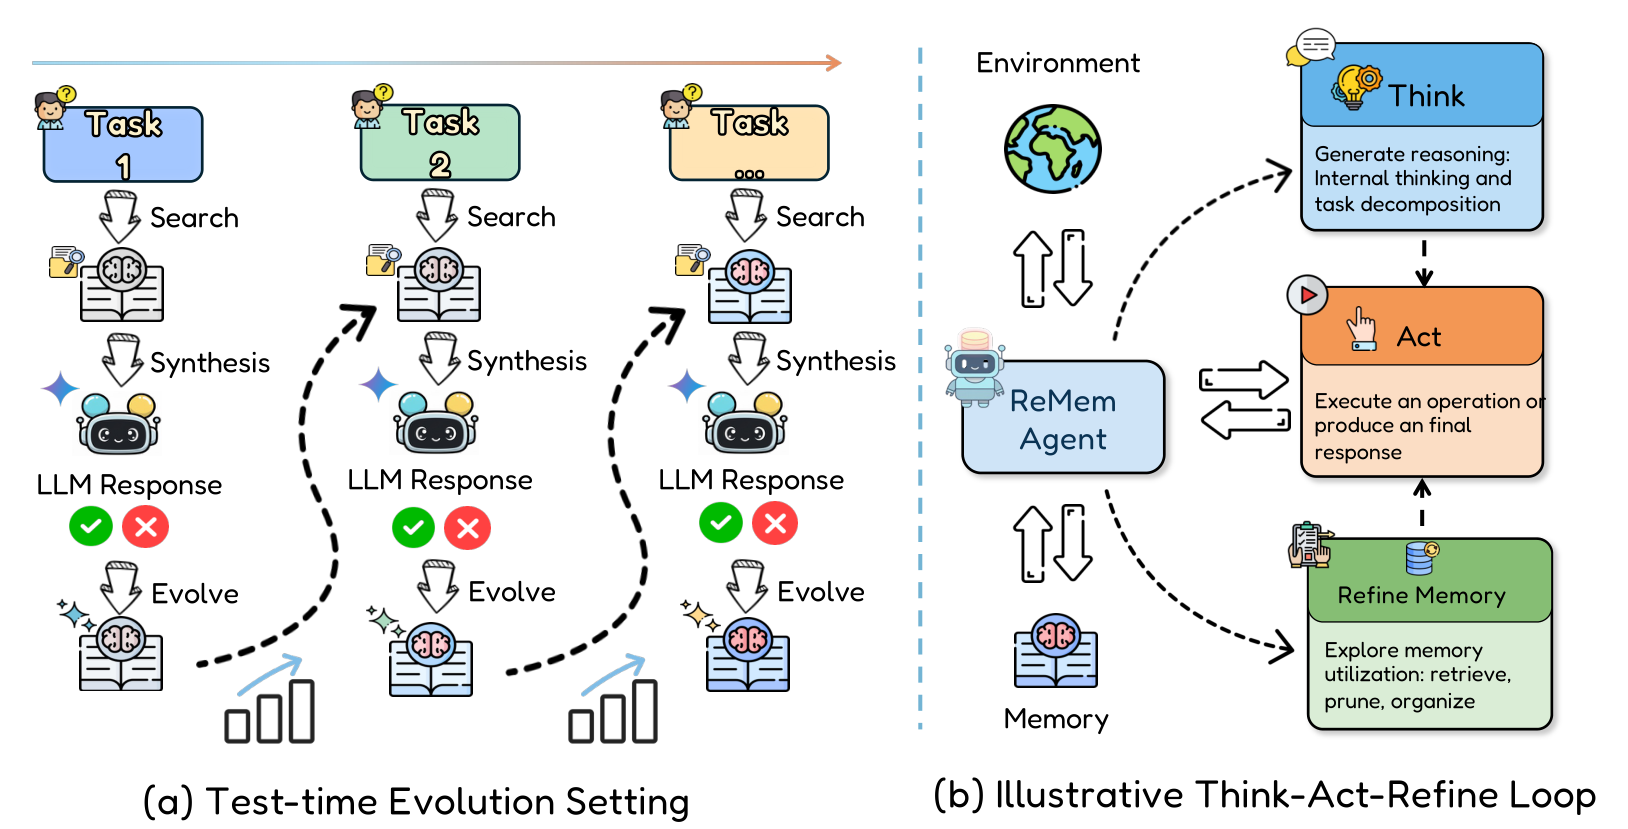 Task
1
Search
Synthesis
LLM Response
Evolve
Task
2
Search
Synthesis
LLM Response
Evolve
Task
...
Search
Synthesis
LLM Response
Evolve
(a) Test-time Evolution Setting
Environment
ReMem
Agent
Memory
Think
Generate reasoning:
Internal thinking and
task decomposition
Act
Execute an operation or
produce an final
response
Refine Memory
Explore memory
utilization: retrieve,
prune, organize
(b) Illustrative Think-Act-Refine Loop